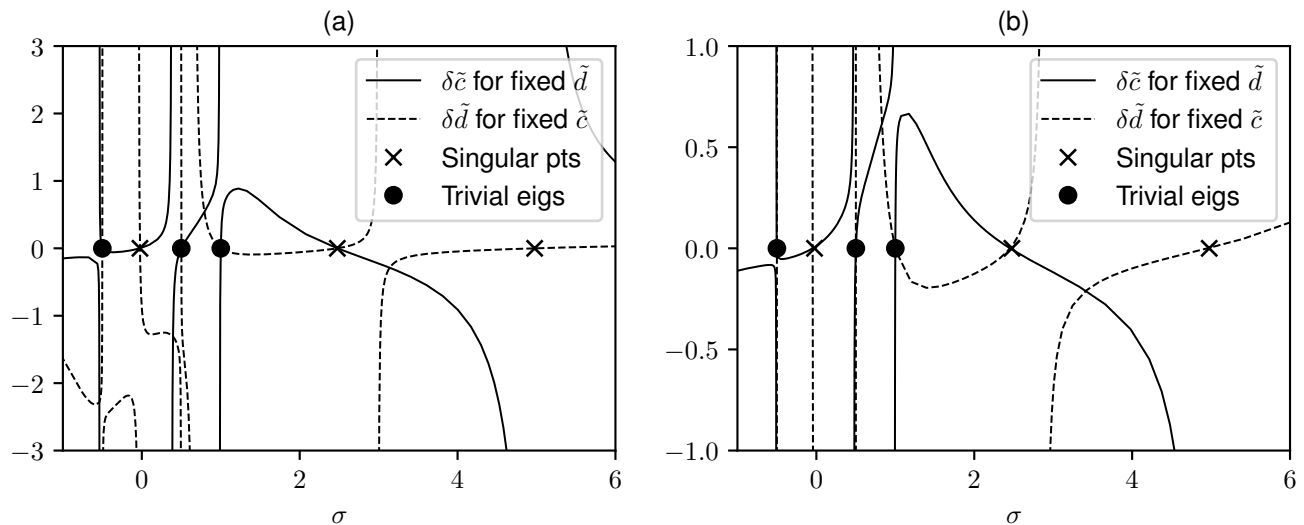 (a)
3
2
1
0
−1
−2
−3
0
2
4
6
σ
δc̃ for fixed d̃
δd̃ for fixed c̃
Singular pts
Trivial eigs
(b)
1.0
0.5
0.0
−0.5
−1.0
0
2
4
6
σ
δc̃ for fixed d̃
δd̃ for fixed c̃
Singular pts
Trivial eigs